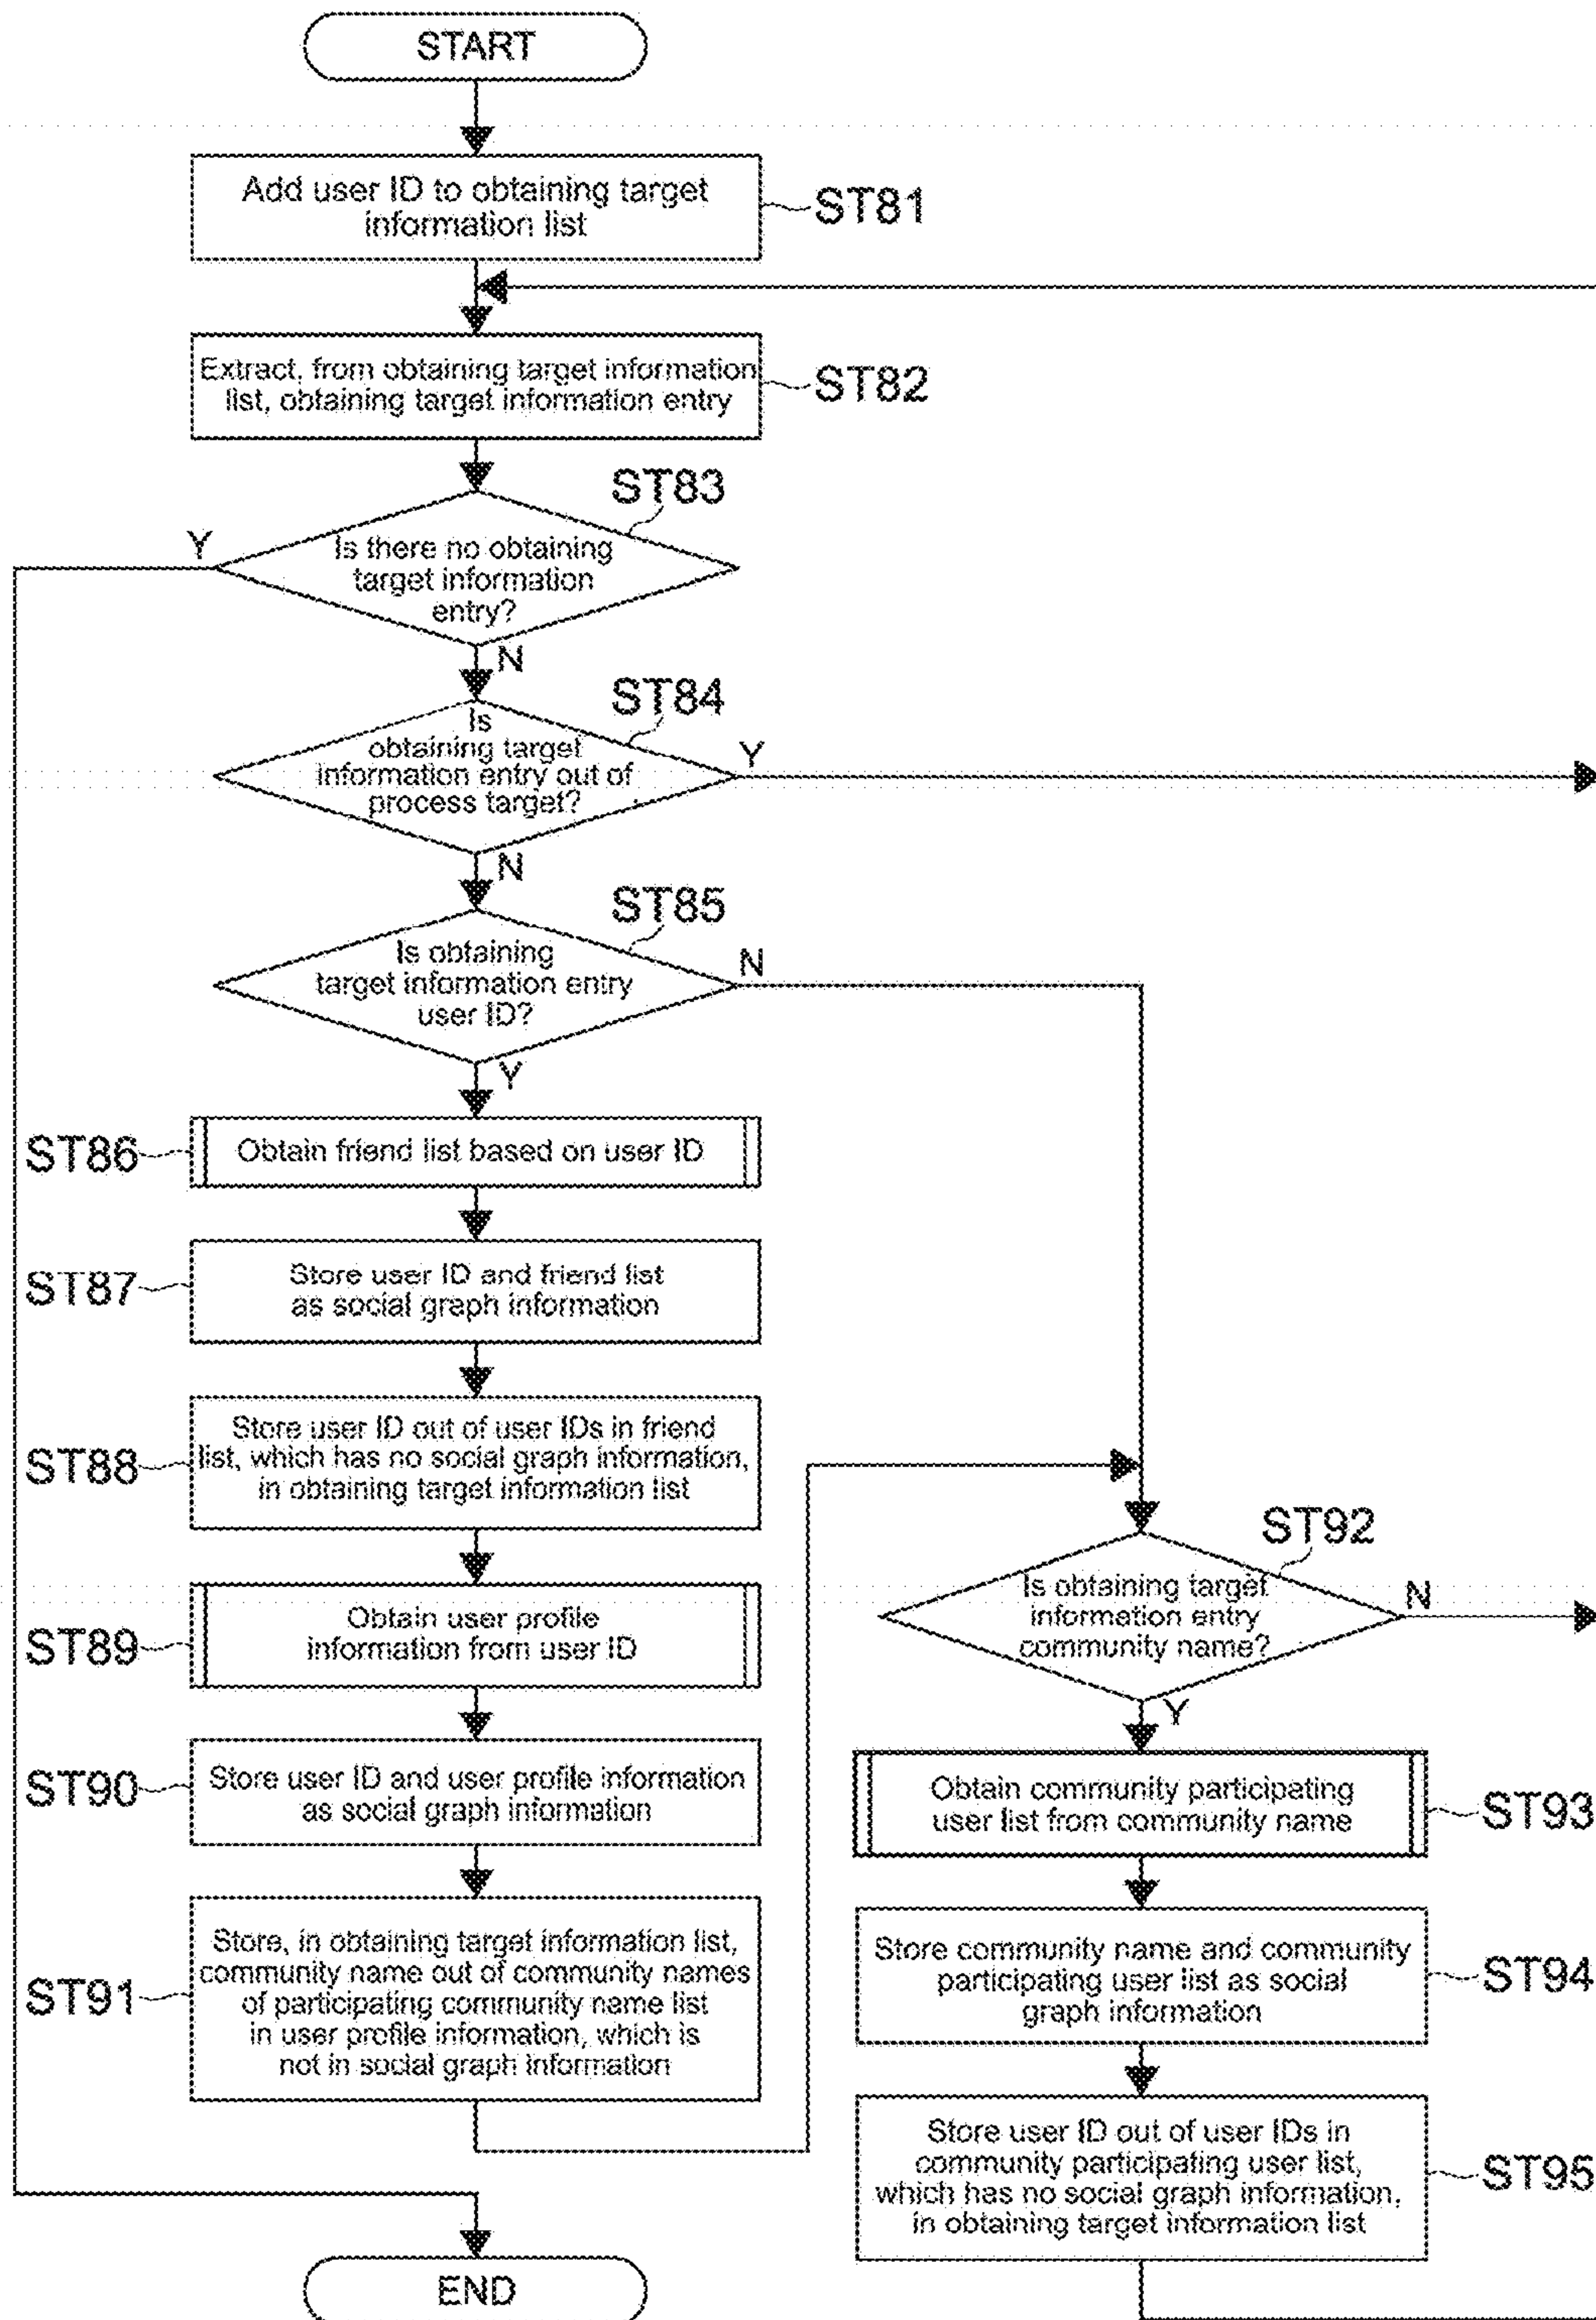 START
Add user ID to obtaining target
information list
ST81
Extract, from obtaining target information
list, obtaining target information entry
ST82
ST83
Y
Is there no obtaining
target information
entry?
N
ST84
Is
obtaining target
information entry out of
process target?
Y
N
ST85
Is obtaining
target information entry
user ID?
N
Y
ST86
Obtain friend list based on user ID
ST87
Store user ID and friend list
as social graph information
ST88
Store user ID out of user IDs in friend
list, which has no social graph information,
in obtaining target information list
ST89
Obtain user profile
information from user ID
ST90
Store user ID and user profile information
as social graph information
ST91
Store, in obtaining target information list,
community name out of community names
of participating community name list
in user profile information, which is
not in social graph information
ST92
Is obtaining target
information entry
community name?
N
Y
Obtain community participating
user list from community name
ST93
Store community name and community
participating user list as social
graph information
ST94
Store user ID out of user IDs in
community participating user list,
which has no social graph information,
in obtaining target information list
ST95
END